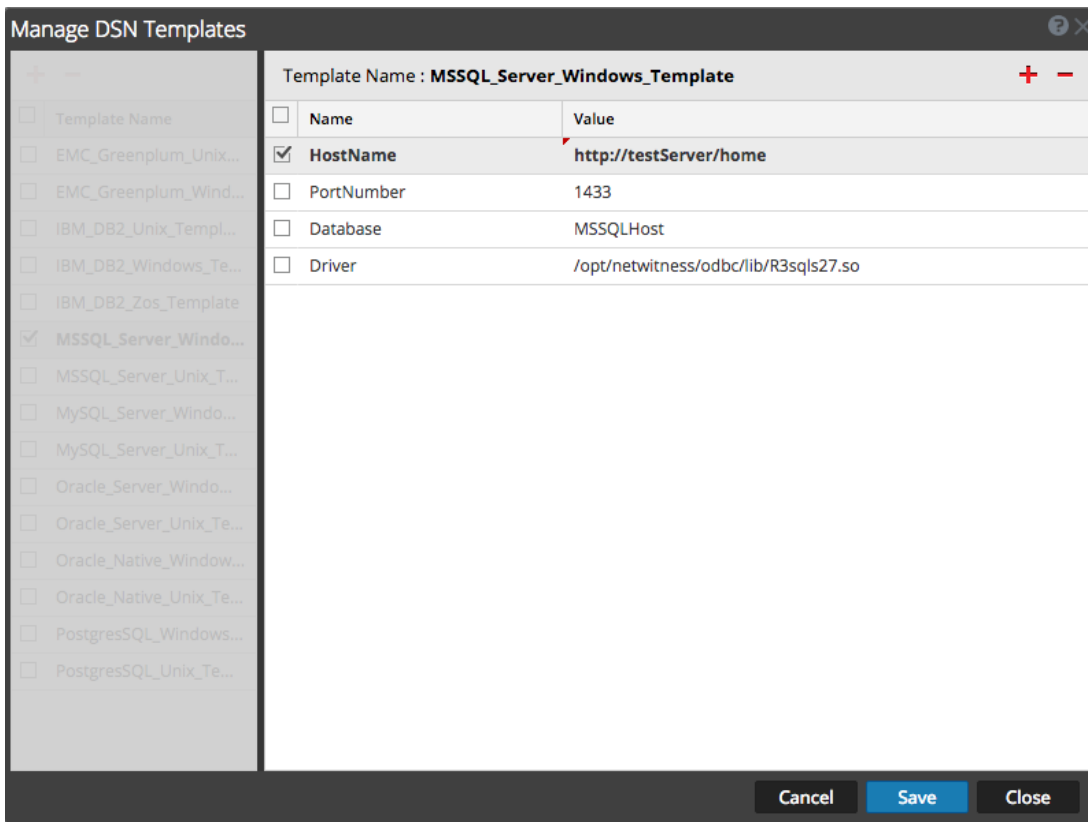 Manage DSN Templates
Template Name : MSSQL_Server_Windows_Template
Template Name
EMC_Greenplum_Unix...
EMC_Greenplum_Wind...
IBM_DB2_Unix_Templ...
IBM_DB2_Windows_Te...
IBM_DB2_Zos_Template
MSSQL_Server_Windo...
MSSQL_Server_Unix_T...
MySQL_Server_Windo...
MySQL_Server_Unix_T...
Oracle_Server_Windo...
Oracle_Server_Unix_Te...
Oracle_Native_Window...
Oracle_Native_Unix_Te...
PostgresSQL_Windows...
PostgresSQL_Unix_Te...
Name Value
HostName http://testServer/home
PortNumber 1433
Database MSSQLHost
Driver /opt/netwitness/odbc/lib/R3sqls27.so
Cancel Save Close